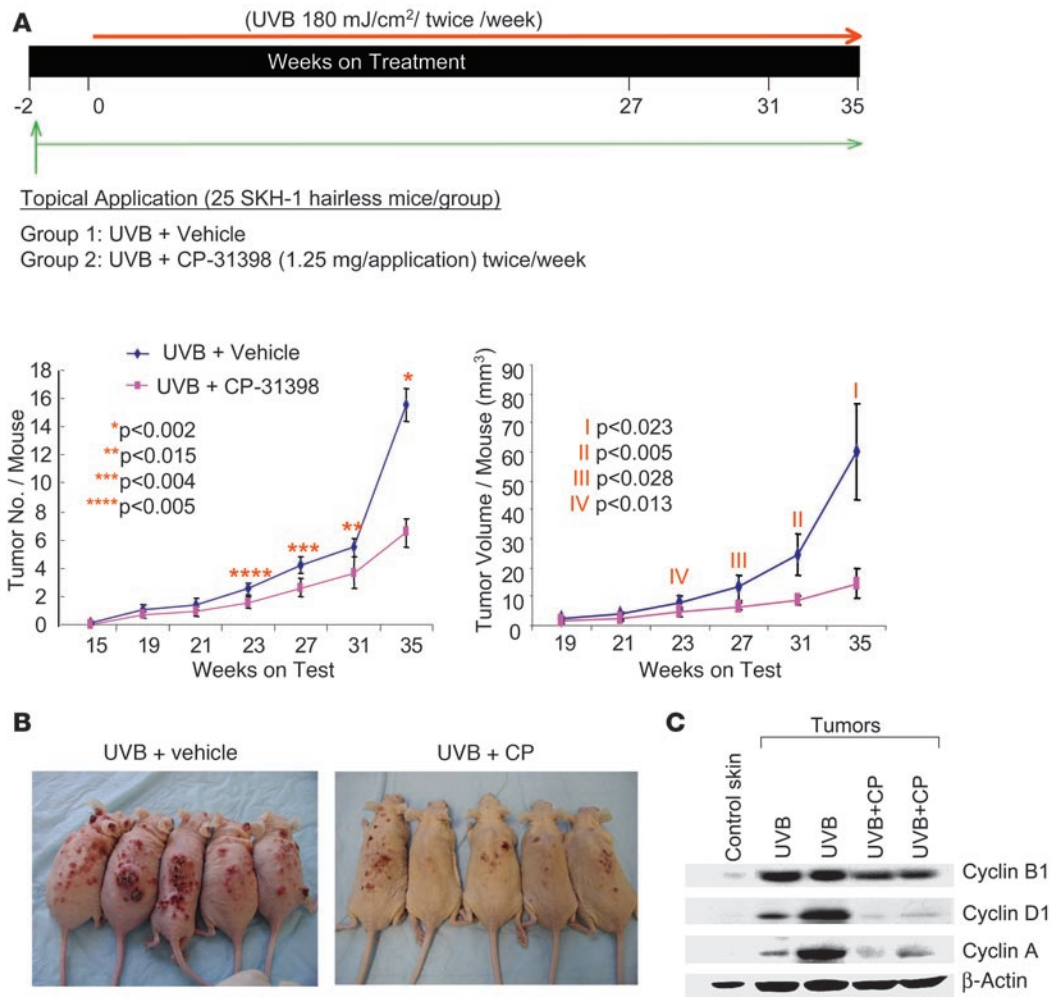 A
(UVB 180 mJ/cm²/ twice /week)
Weeks on Treatment
-2 0 27 31 35
Topical Application (25 SKH-1 hairless mice/group)
Group 1: UVB + Vehicle
Group 2: UVB + CP-31398 (1.25 mg/application) twice/week
UVB + Vehicle
UVB + CP-31398
*p<0.002
**p<0.015
***p<0.004
****p<0.005
Tumor No. / Mouse
18
16
14
12
10
8
6
4
2
0
**** *** ** *
15 19 21 23 27 31 35
Weeks on Test
I p<0.023
II p<0.005
III p<0.028
IV p<0.013
Tumor Volume / Mouse (mm³)
90
80
70
60
50
40
30
20
10
0
IV III II I
19 21 23 27 31 35
Weeks on Test
B
UVB + vehicle
UVB + CP
C
Tumors
Control skin
UVB
UVB
UVB+CP
UVB+CP
Cyclin B1
Cyclin D1
Cyclin A
β-Actin